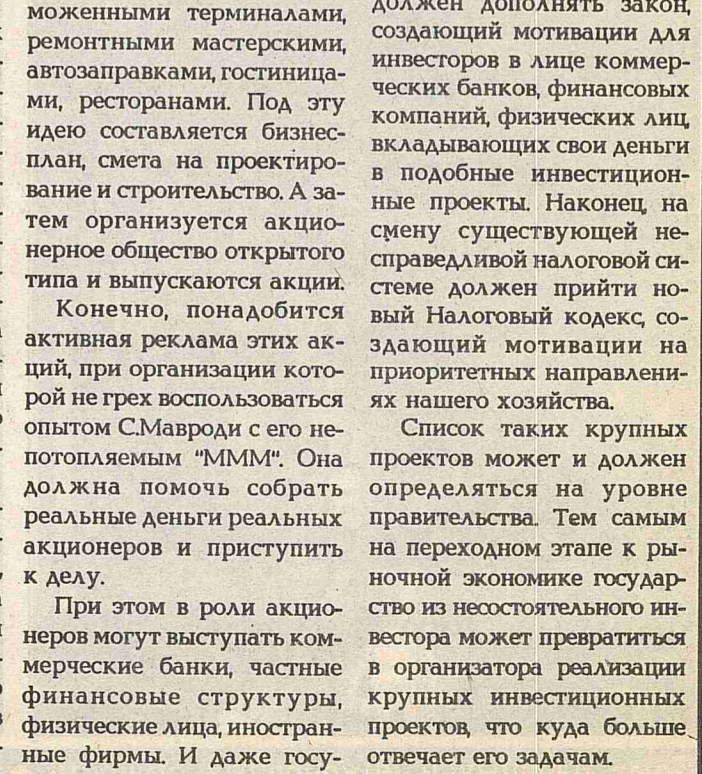 моженными терминалами,
ремонтными мастерскими,
автозаправками, гостиница-
ми, ресторанами. Под эту
идею составляется бизнес-
план, смета на проектиро-
вание и строительство. А за-
тем организуется акцио-
нерное общество открытого
типа и выпускаются акции.
Конечно, понадобится
активная реклама этих ак-
ций, при организации кото-
рой не грех воспользоваться
опытом С.Мавроди с его не-
потопляемым "МММ". Она
должна помочь собрать
реальные деньги реальных
акционеров и приступить
к делу.
При этом в роли акцио-
неров могут выступать ком-
мерческие банки, частные
финансовые структуры,
физические лица, иностран-
ные фирмы. И даже госу-
должен дополнять закон,
создающий мотивации для
инвесторов в лице коммер-
ческих банков, финансовых
компаний, физических лиц,
вкладывающих свои деньги
в подобные инвестицион-
ные проекты. Наконец, на
смену существующей не-
справедливой налоговой си-
стеме должен прийти но-
вый Налоговый кодекс, со-
здающий мотивации на
приоритетных направлени-
ях нашего хозяйства.
Список таких крупных
проектов может и должен
определяться на уровне
правительства. Тем самым
на переходном этапе к ры-
ночной экономике государ-
ство из несостоятельного ин-
вестора может превратиться
в организатора реализации
крупных инвестиционных
проектов, что куда больше
отвечает его задачам.